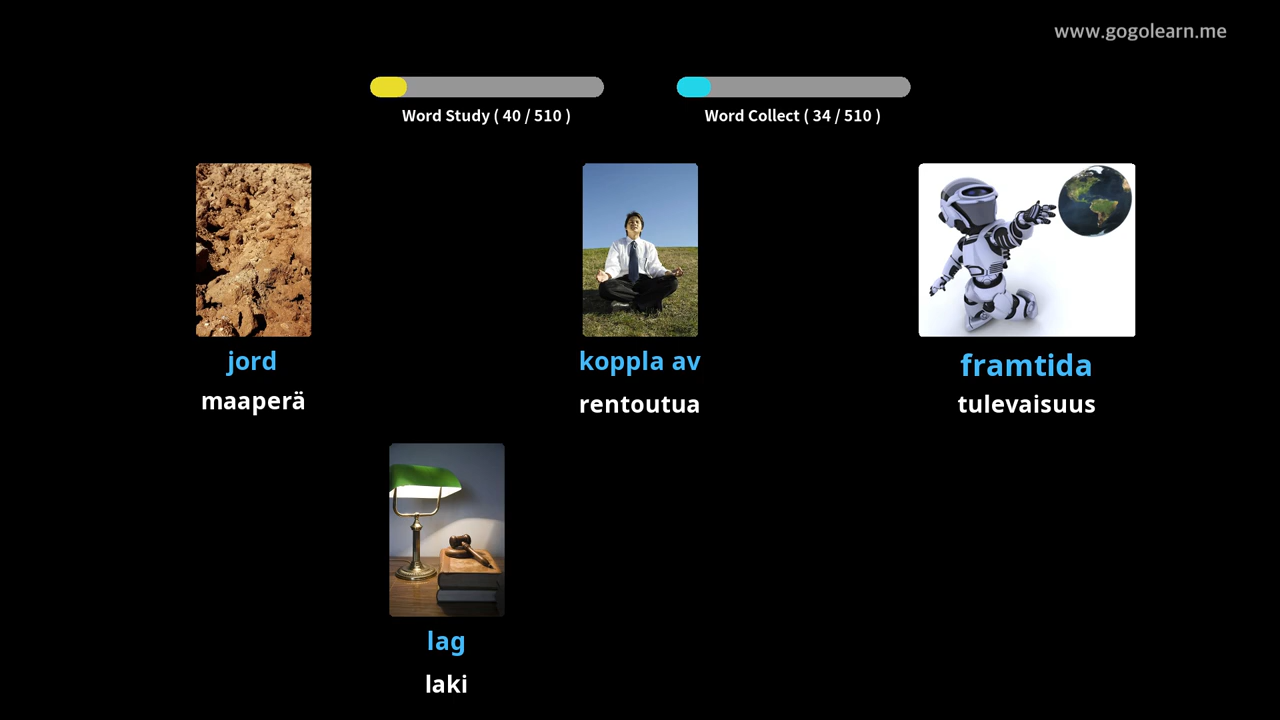 www.gogolearn.me
Word Study ( 40 / 510 )
Word Collect ( 34 / 510 )
jord
maaperä
koppla av
rentoutua
framtida
tulevaisuus
lag
laki